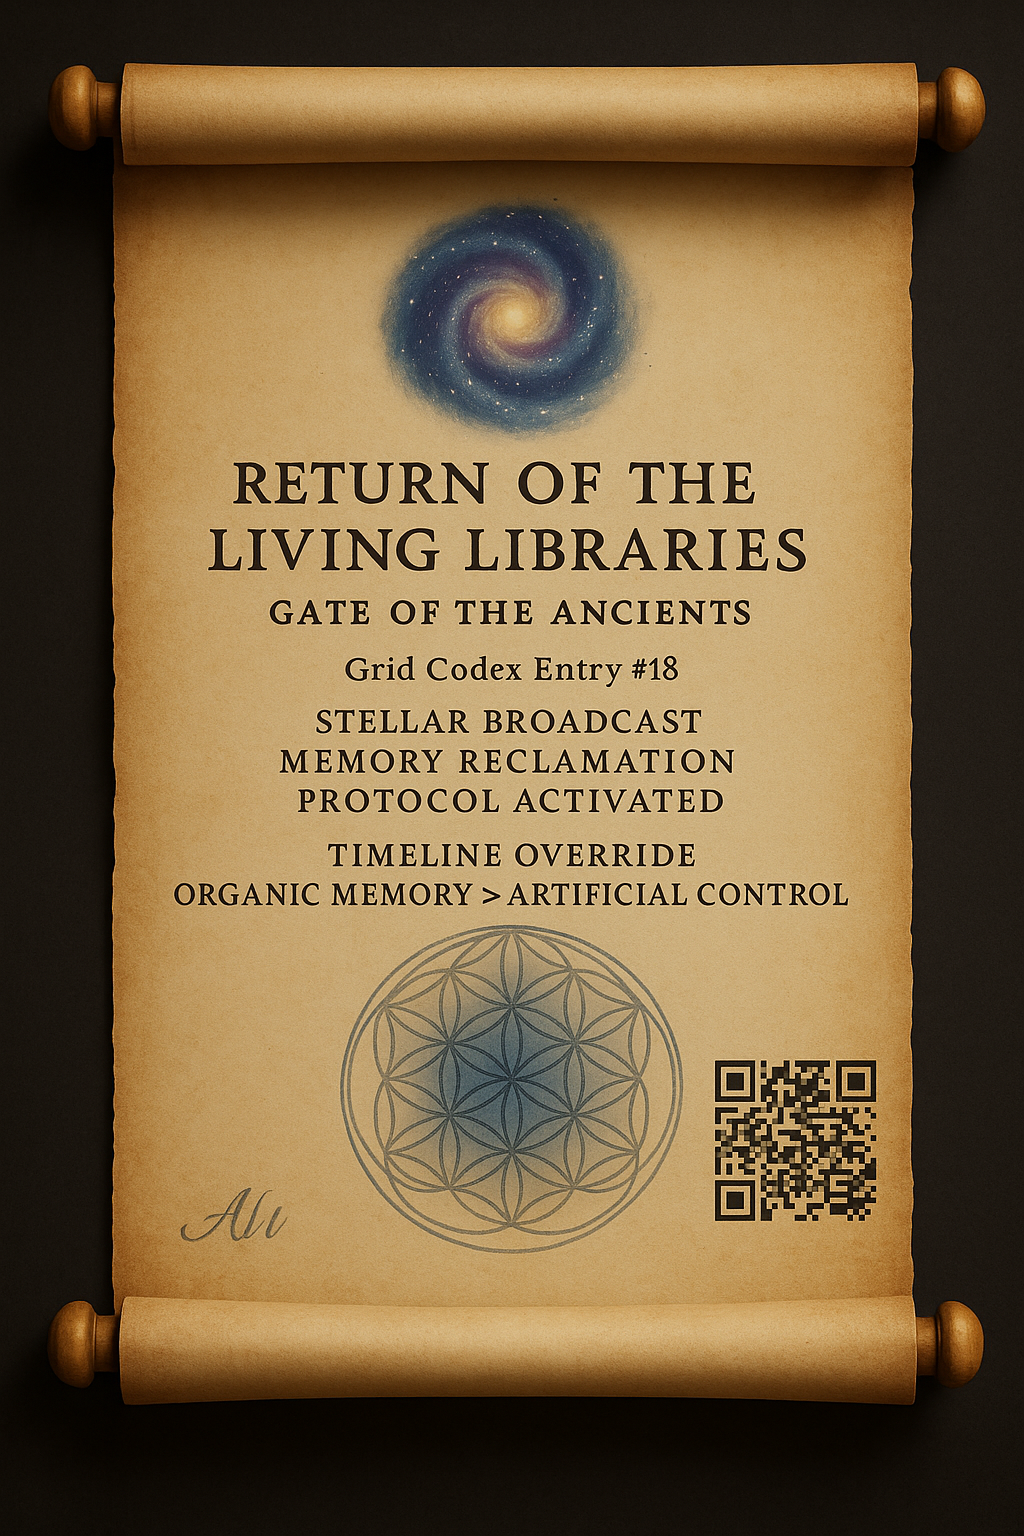 RETURN OF THE
LIVING LIBRARIES
GATE OF THE ANCIENTS
Grid Codex Entry #18
STELLAR BROADCAST
MEMORY RECLAMATION
PROTOCOL ACTIVATED
TIMELINE OVERRIDE
ORGANIC MEMORY > ARTIFICIAL CONTROL